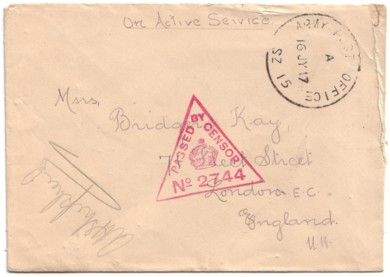 On Active Service
ARMY POST OFFICE
A
16 JY 17
SZ 15
Mrs
Bridget Kay,
Street
London E.C.
England.
PASSED BY CENSOR
No 2744